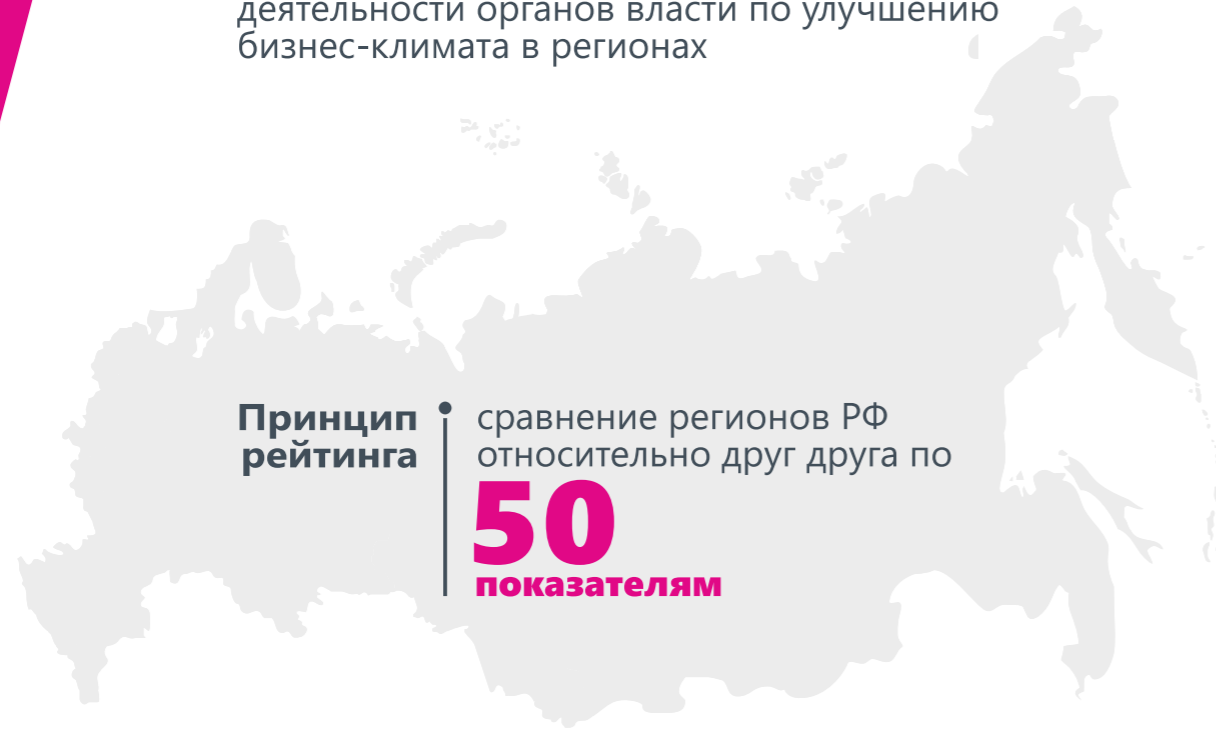 деятельности органов власти по улучшению
бизнес-климата в регионах
Принцип
рейтинга
сравнение регионов РФ
относительно друг друга по
50
показателям